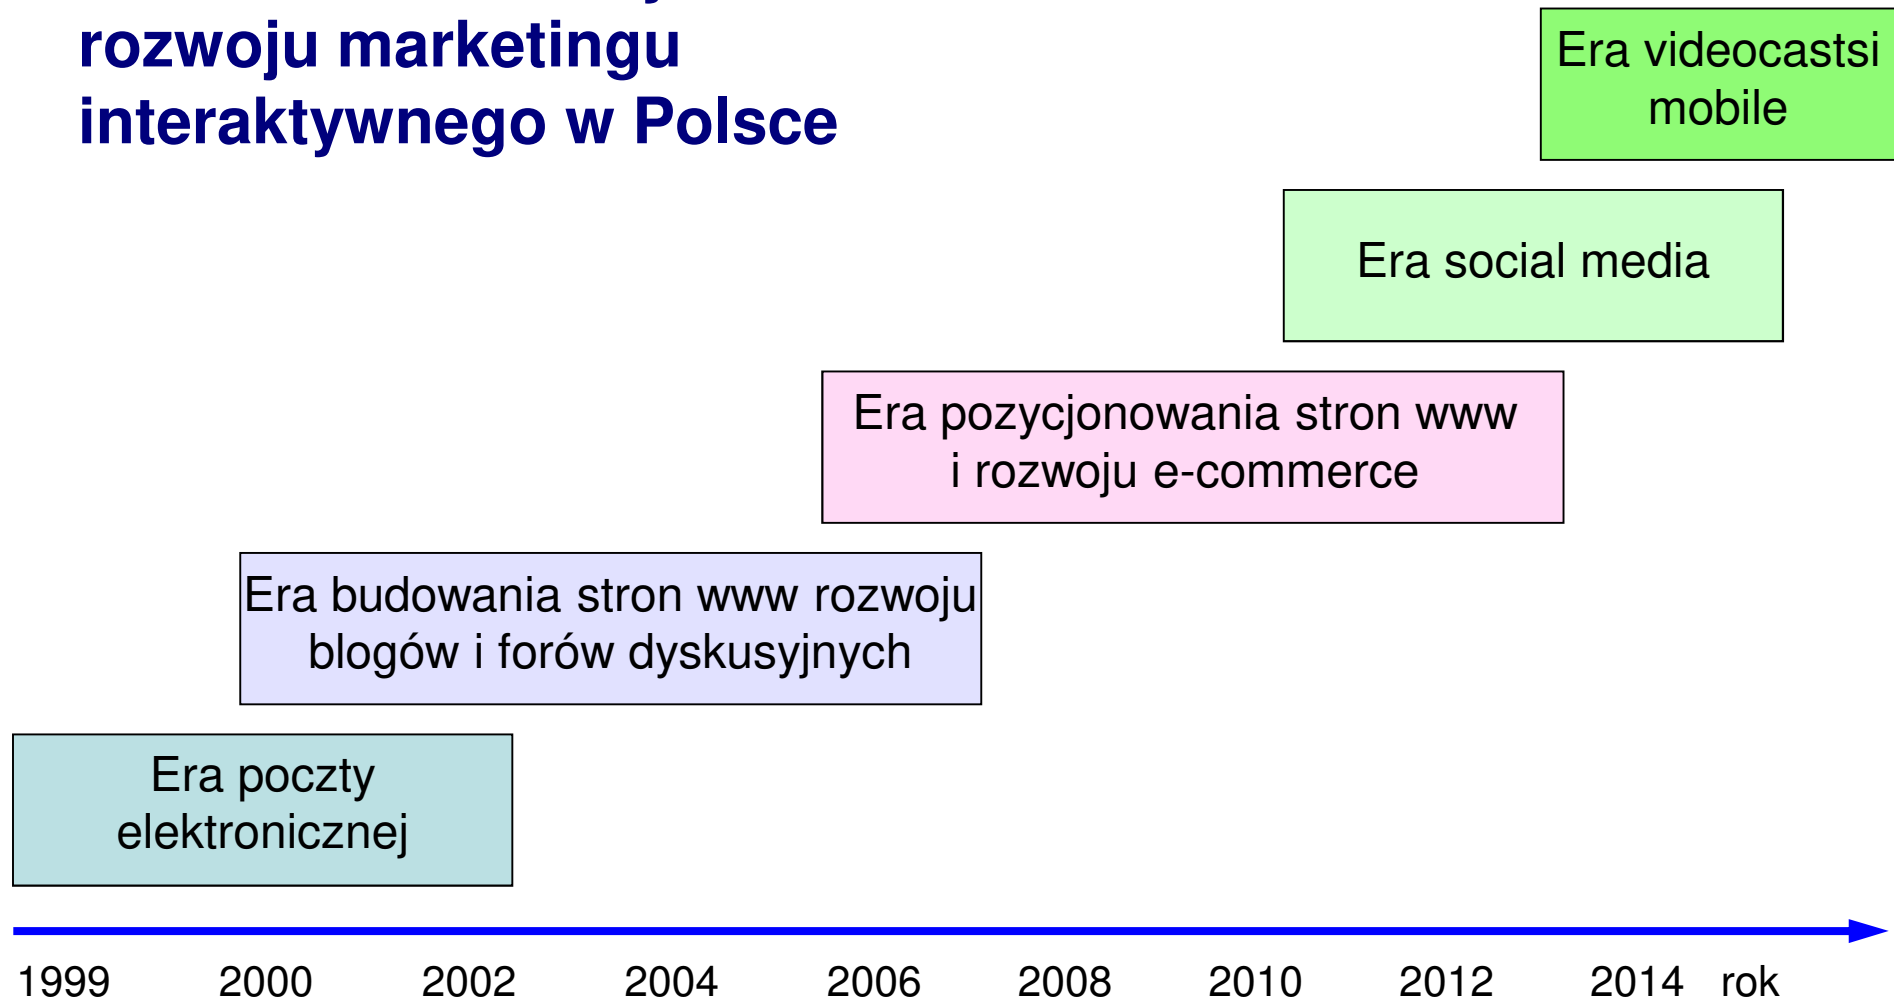 rozwoju marketingu
interaktywnego w Polsce
Era videocastsi
mobile
Era social media
Era pozycjonowania stron www
i rozwoju e-commerce
Era budowania stron www rozwoju
blogów i forów dyskusyjnych
Era poczty
elektronicznej
1999 2000 2002 2004 2006 2008 2010 2012 2014 rok